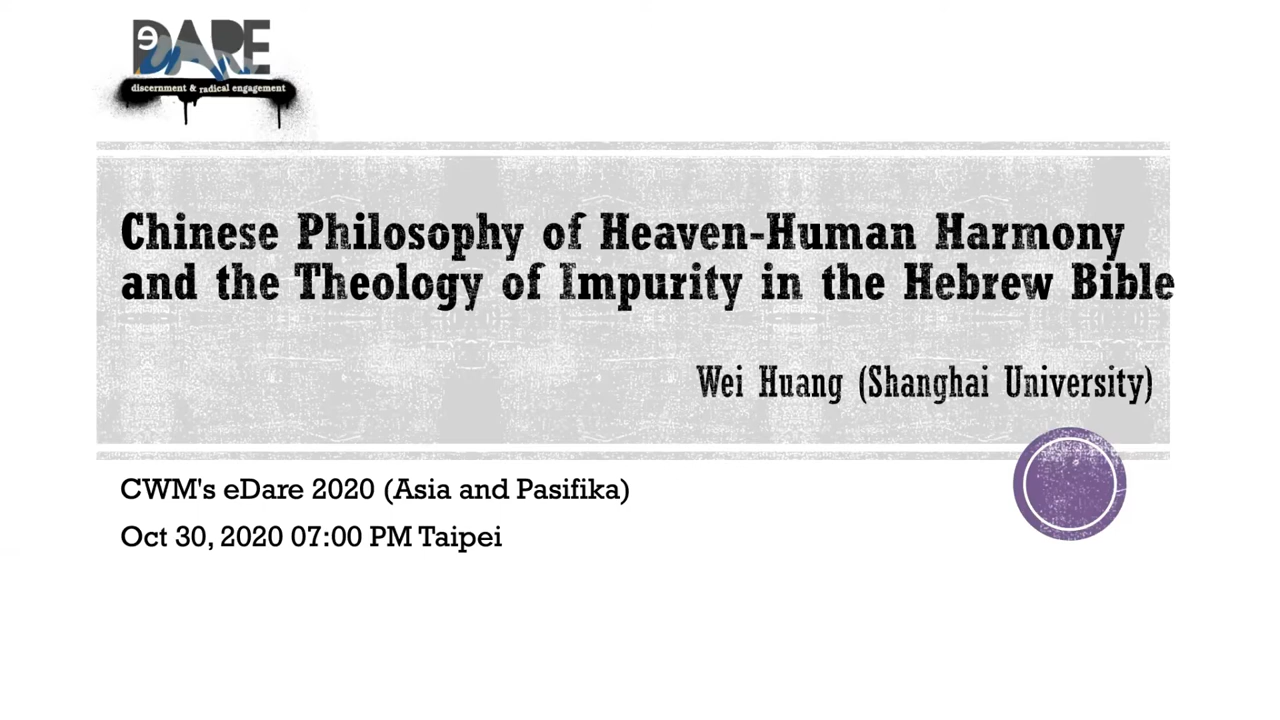 eDARE
discernment & radical engagement
Chinese Philosophy of Heaven-Human Harmony
and the Theology of Impurity in the Hebrew Bible
Wei Huang (Shanghai University)
CWM's eDare 2020 (Asia and Pasifika)
Oct 30, 2020 07:00 PM Taipei